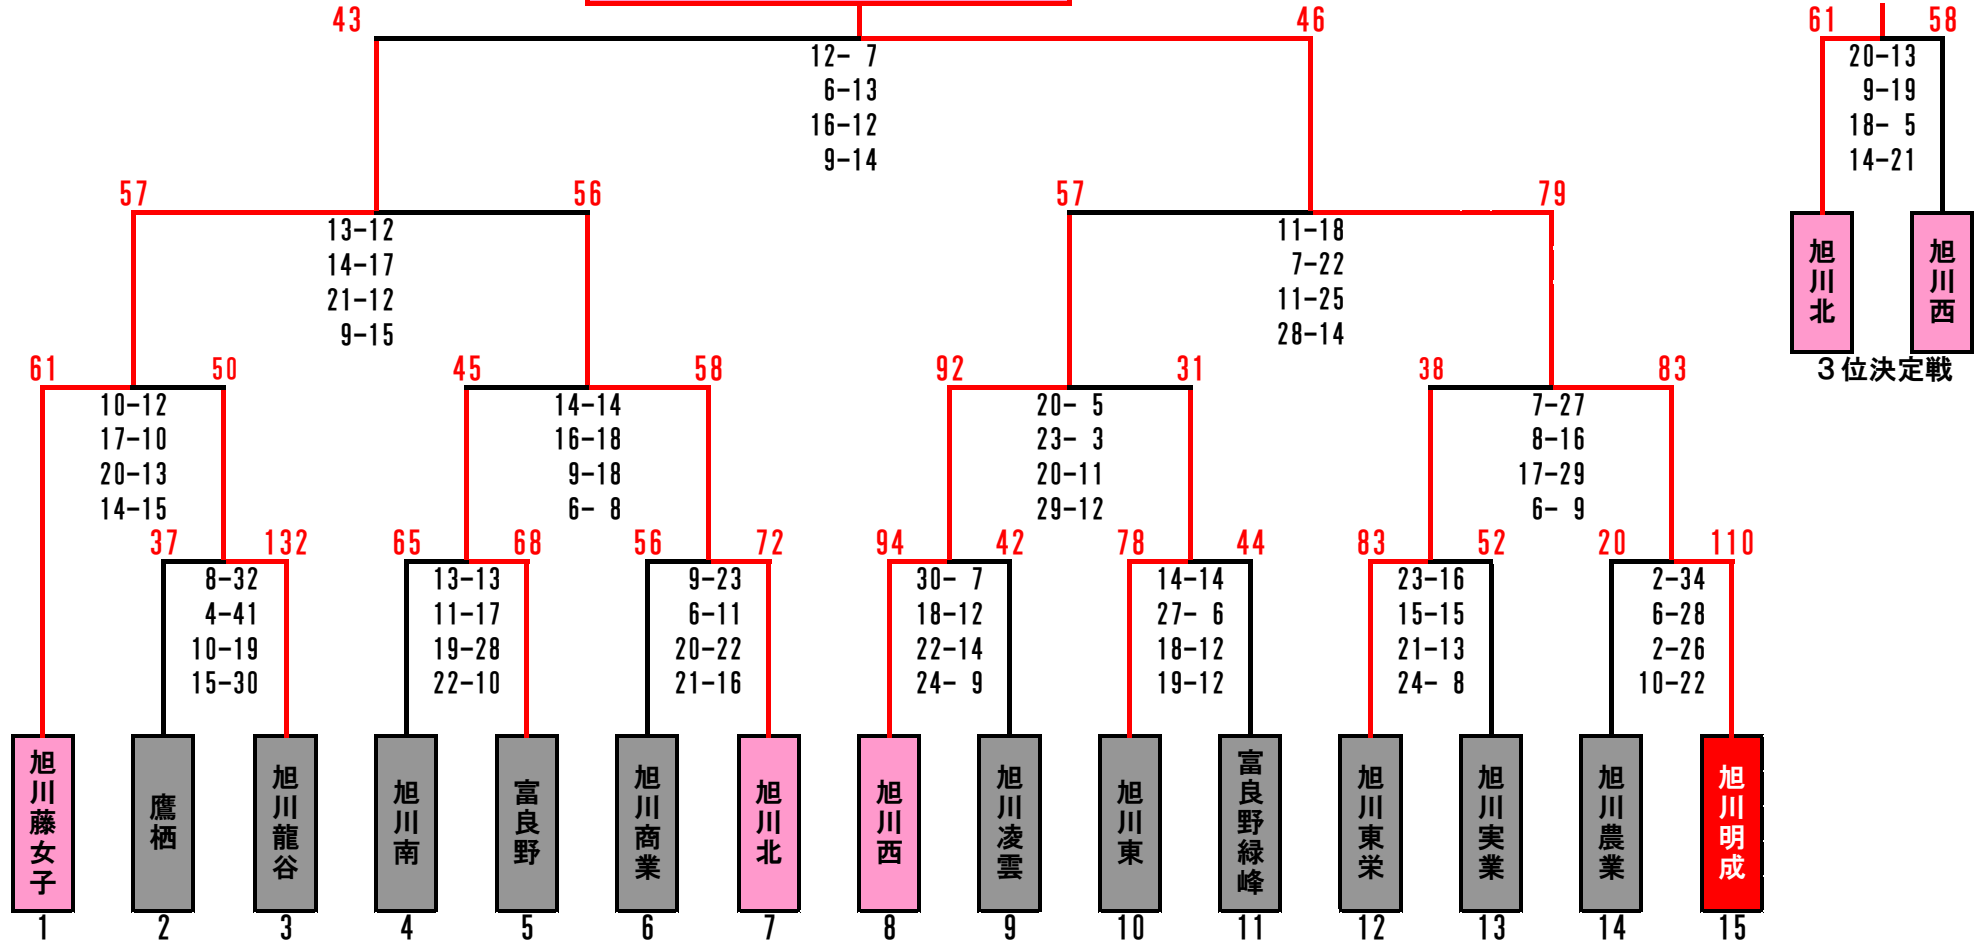 43 46 61 58
12- 7 20-13
6-13 9-19
16-12 18- 5
9-14 14-21
57 56 57 79
13-12 11-18
14-17 7-22
21-12 11-25
9-15 28-14
旭川北 旭川西
3位決定戦
61 50 45 58 92 31 38 83
10-12 14-14 20- 5 7-27
17-10 16-18 23- 3 8-16
20-13 9-18 20-11 17-29
14-15 6- 8 29-12 6- 9
37 132 65 68 56 72 94 42 78 44 83 52 20 110
8-32 13-13 9-23 30- 7 14-14 23-16 2-34
4-41 11-17 6-11 18-12 27- 6 15-15 6-28
10-19 19-28 20-22 22-14 18-12 21-13 2-26
15-30 22-10 21-16 24- 9 19-12 24- 8 10-22
旭川藤女子 鷹栖 旭川龍谷 旭川南 富良野 旭川商業 旭川北 旭川西 旭川凌雲 旭川東 富良野緑峰 旭川東栄 旭川実業 旭川農業 旭川明成
1 2 3 4 5 6 7 8 9 10 11 12 13 14 15